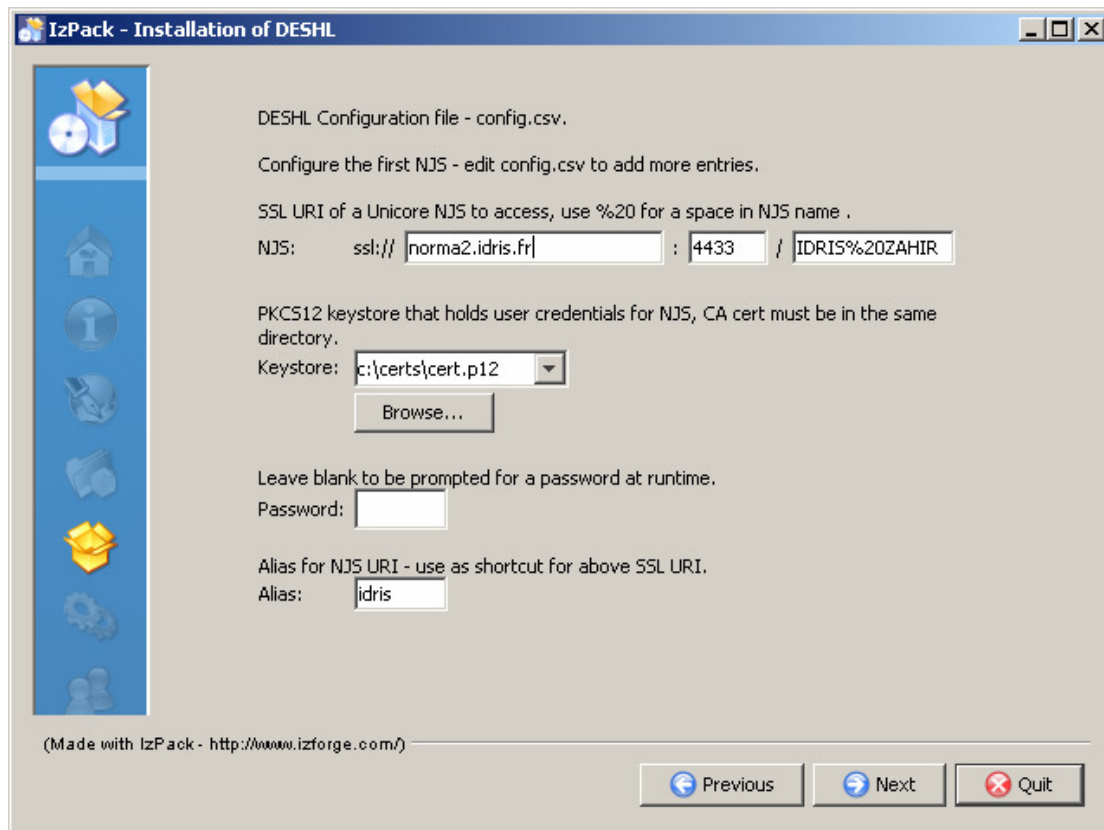 IzPack - Installation of DESHL
DESHL Configuration file - config.csv.
Configure the first NJS - edit config.csv to add more entries.
SSL URI of a Unicore NJS to access, use %20 for a space in NJS name .
NJS: ssl:// norma2.idris.fr : 4433 / IDRIS%20ZAHIR
PKCS12 keystore that holds user credentials for NJS, CA cert must be in the same
directory.
Keystore: c:\certs\cert.p12
Browse...
Leave blank to be prompted for a password at runtime.
Password:
Alias for NJS URI - use as shortcut for above SSL URI.
Alias: idris
(Made with IzPack - http://www.izforge.com/)
Previous Next Quit